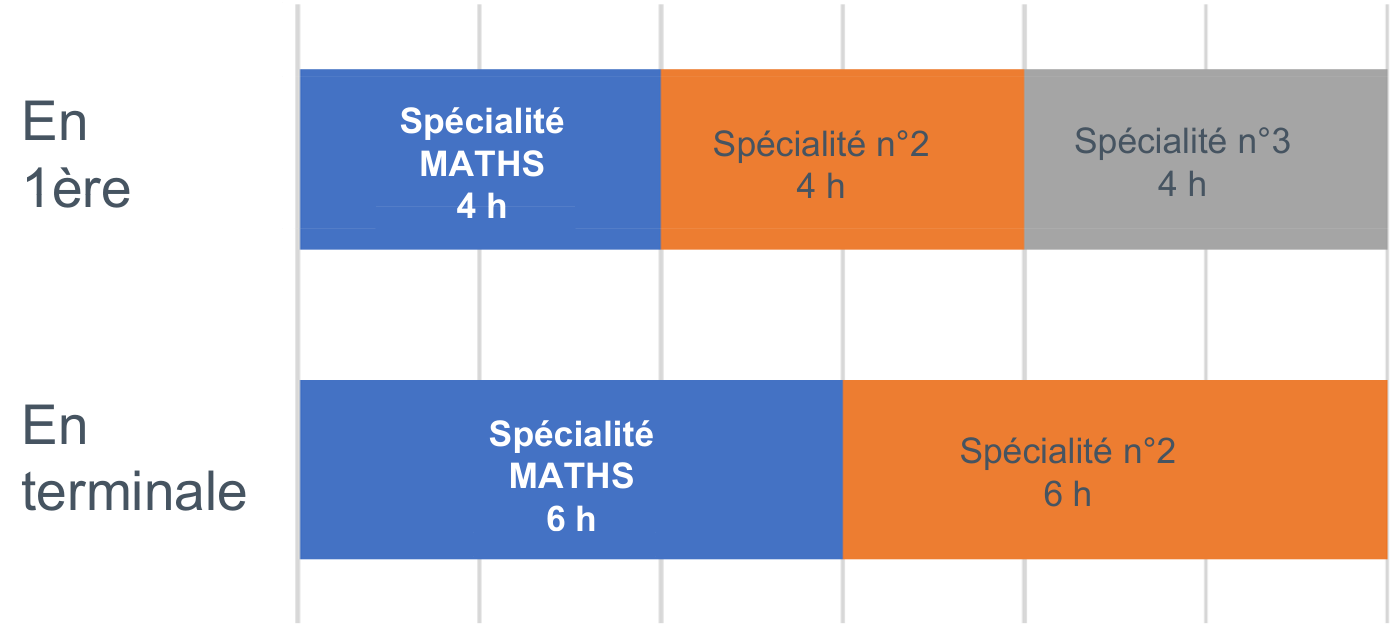 En
1ère
Spécialité
MATHS
4 h
Spécialité n°2
4 h
Spécialité n°3
4 h
En
terminale
Spécialité
MATHS
6 h
Spécialité n°2
6 h